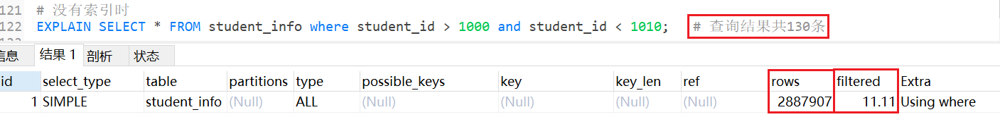 121 # 没有索引时
122 EXPLAIN SELECT * FROM student_info where student_id > 1000 and student_id < 1010; # 查询结果共130条
信息 结果 1 剖析 状态
id select_type table partitions type possible_keys key key_len ref rows filtered Extra
1 SIMPLE student_info (Null) ALL (Null) (Null) (Null) (Null) 2887907 11.11 Using where